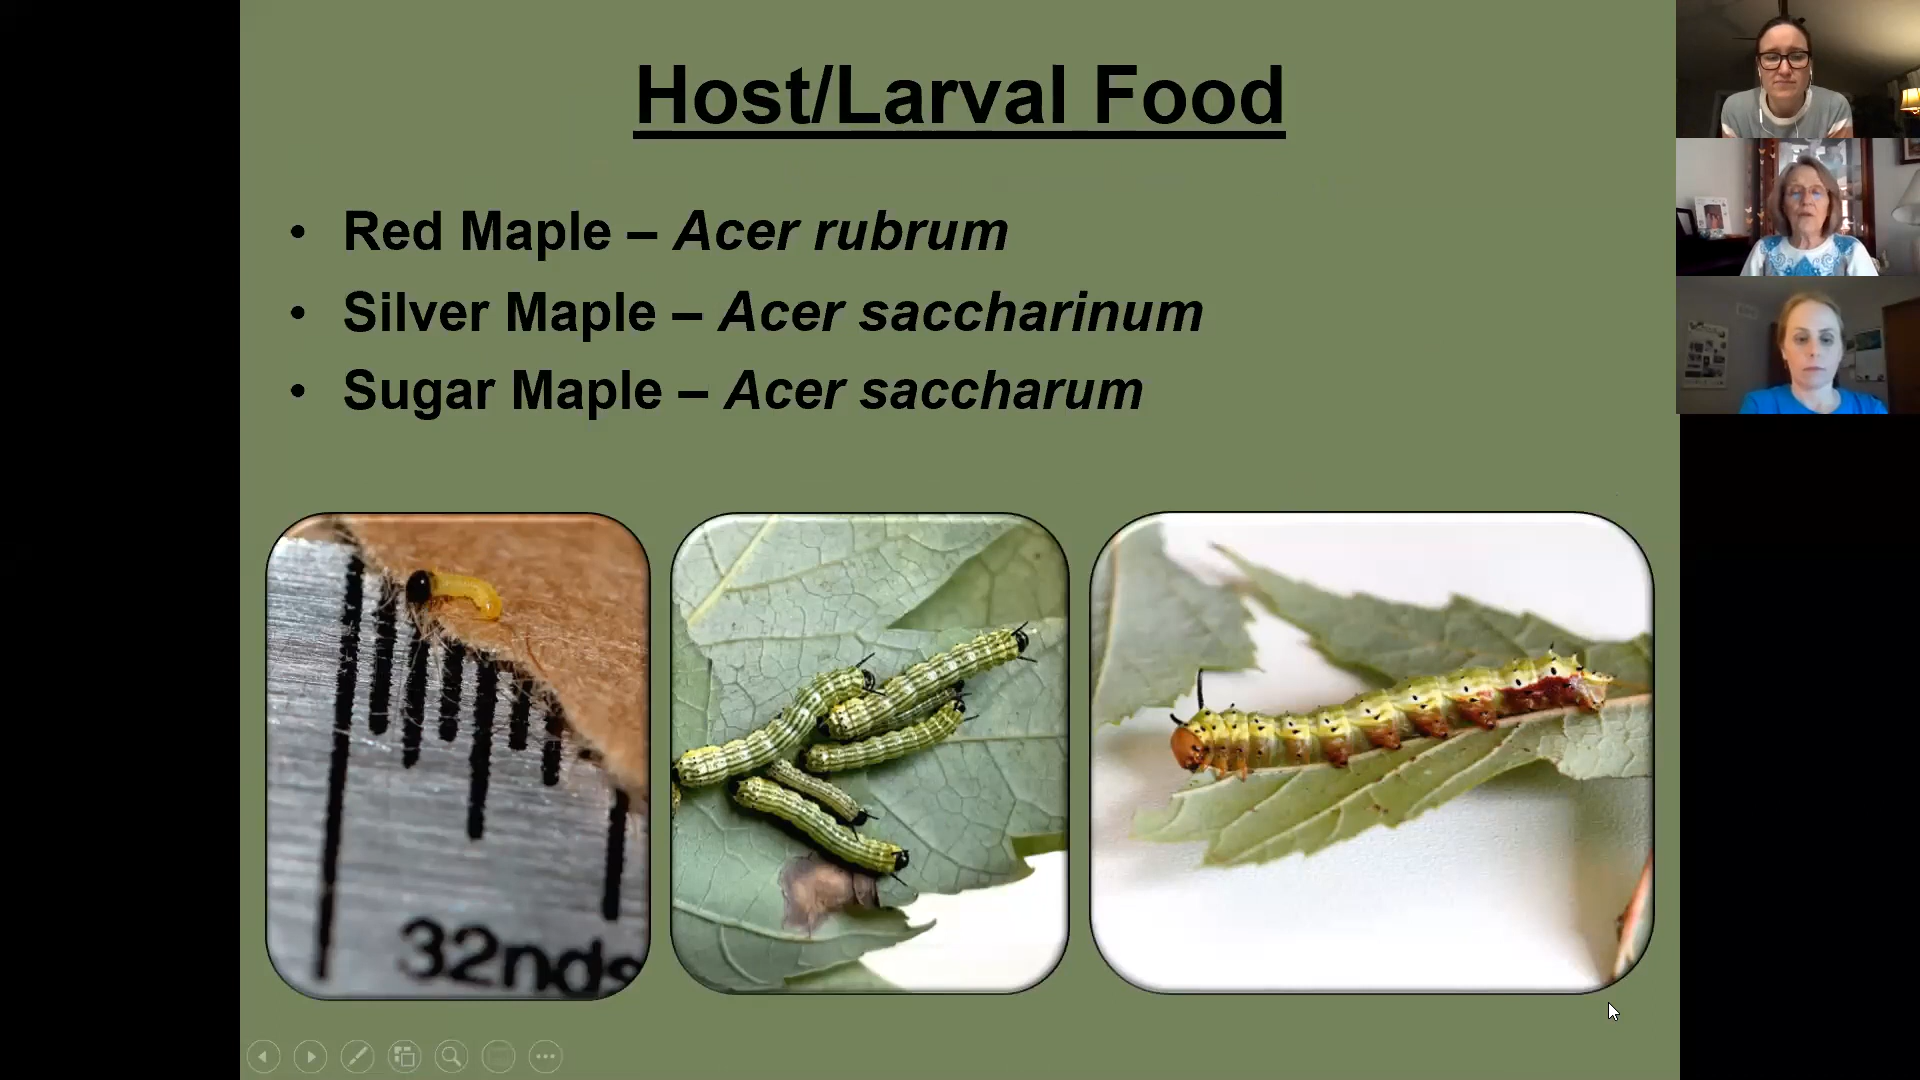 Host/Larval Food
• Red Maple – Acer rubrum
• Silver Maple – Acer saccharinum
• Sugar Maple – Acer saccharum
32nds